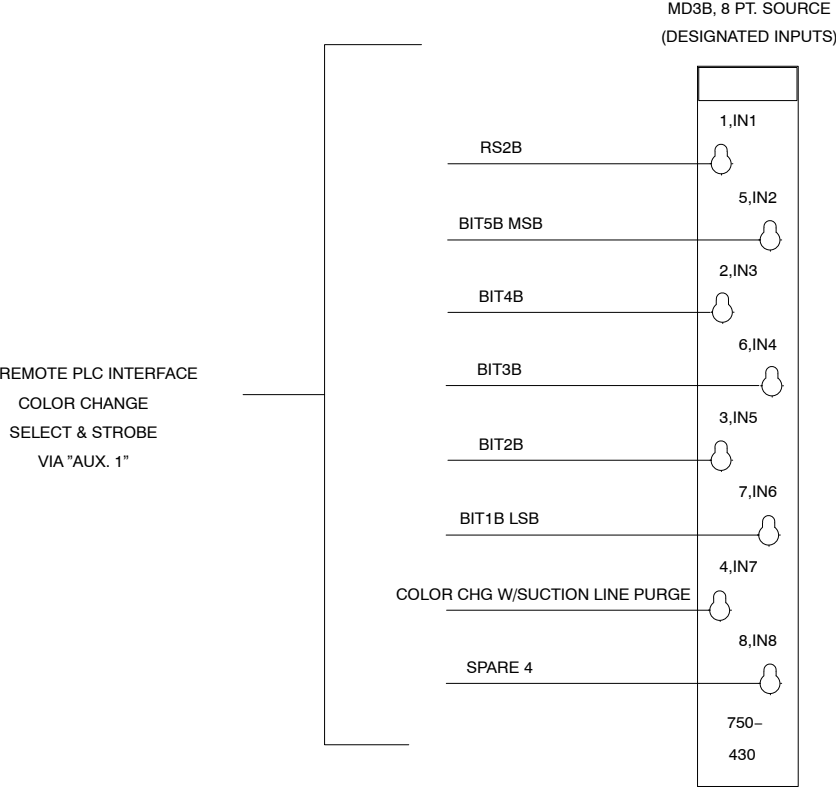 MD3B, 8 PT. SOURCE
(DESIGNATED INPUTS)
1,IN1
RS2B
5,IN2
BIT5B MSB
2,IN3
BIT4B
6,IN4
BIT3B
REMOTE PLC INTERFACE
COLOR CHANGE
SELECT & STROBE
VIA ”AUX. 1”
3,IN5
BIT2B
7,IN6
BIT1B LSB
4,IN7
COLOR CHG W/SUCTION LINE PURGE
8,IN8
SPARE 4
750–
430